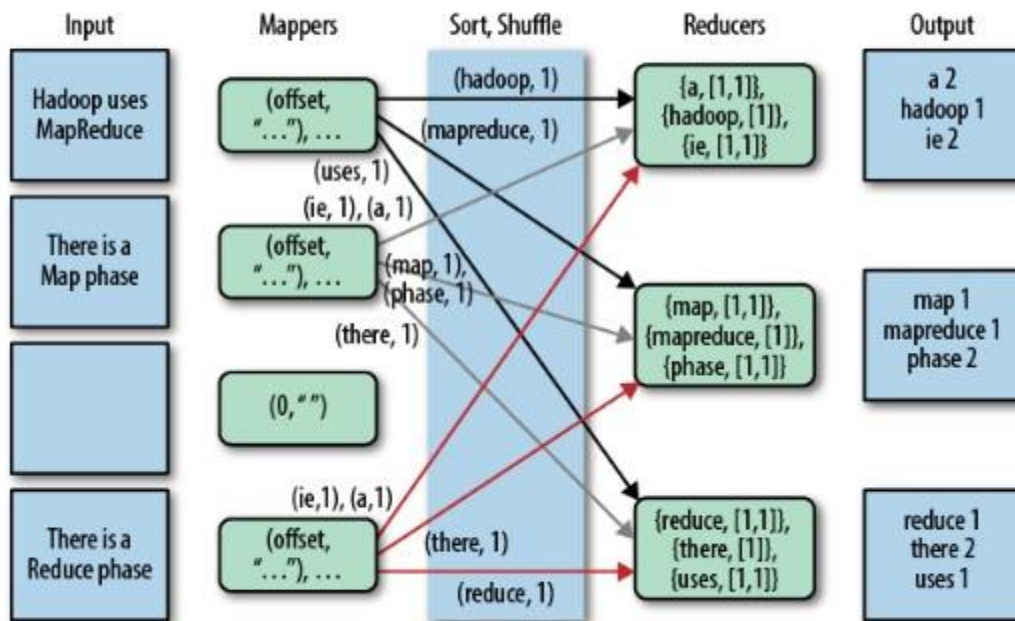 Input
Mappers
Sort, Shuffle
Reducers
Output
Hadoop uses
MapReduce
(offset,
“...”), ...
(hadoop, 1)
(mapreduce, 1)
(uses, 1)
{a, [1,1]},
{hadoop, [1]},
{ie, [1,1]}
a 2
hadoop 1
ie 2
There is a
Map phase
(ie, 1), (a, 1)
(offset,
“...”), ...
(map, 1),
(phase, 1)
(there, 1)
{map, [1,1]},
{mapreduce, [1]},
{phase, [1,1]}
map 1
mapreduce 1
phase 2
(0, “ ”)
There is a
Reduce phase
(ie,1), (a,1)
(offset,
“...”), ...
(there, 1)
(reduce, 1)
{reduce, [1,1]},
{there, [1]},
{uses, [1,1]}
reduce 1
there 2
uses 1